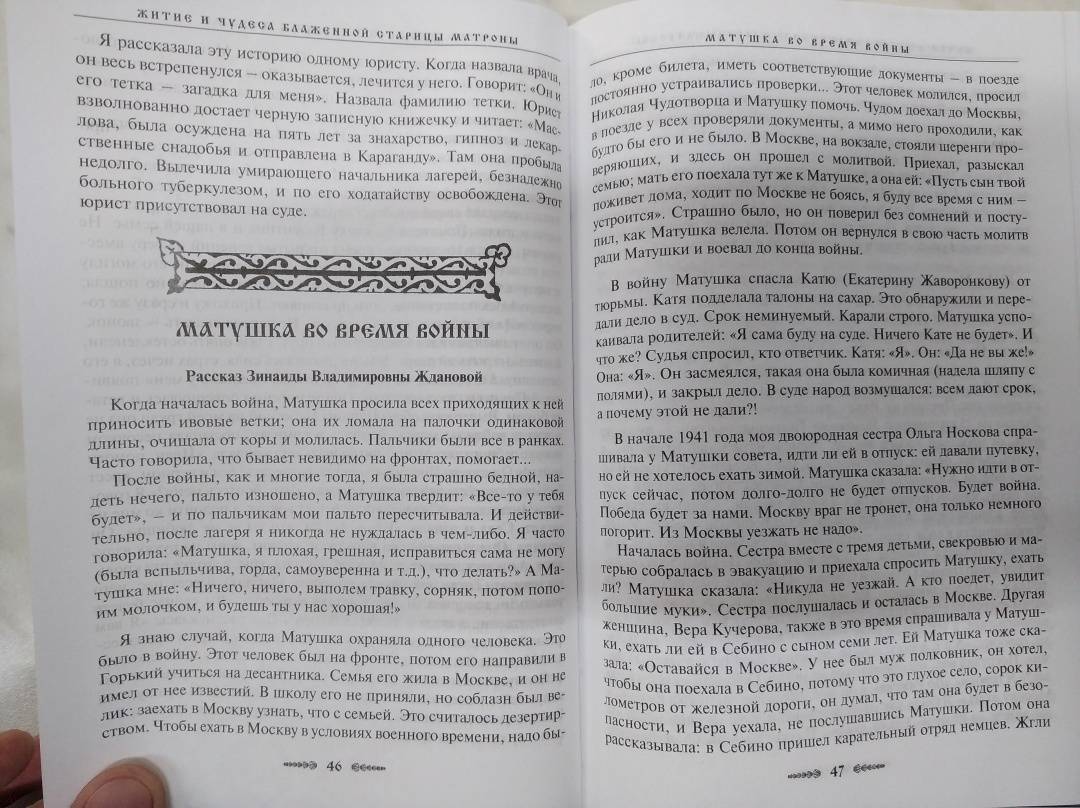 ЖИТИЕ И ЧУДЕСА БЛАЖЕННОЙ СТАРИЦЫ МАТРОНЫ
Я рассказала эту историю одному юристу. Когда назвала врача,
он весь встрепенулся – оказывается, лечится у него. Говорит: «Он и
его тетка – загадка для меня». Назвала фамилию тетки. Юрист
взволнованно достает черную записную книжечку и читает: «Мас-
лова, была осуждена на пять лет за знахарство, гипноз и лекар-
ственные снадобья и отправлена в Караганду». Там она пробыла
недолго. Вылечила умирающего начальника лагерей, безнадежно
больного туберкулезом, и по его ходатайству освобождена. Этот
юрист присутствовал на суде.
МАТУШКА ВО ВРЕМЯ ВОЙНЫ
Рассказ Зинаиды Владимировны Ждановой
Когда началась война, Матушка просила всех приходящих к ней
приносить ивовые ветки; она их ломала на палочки одинаковой
длины, очищала от коры и молилась. Пальчики были все в ранках.
Часто говорила, что бывает невидимо на фронтах, помогает...
После войны, как и многие тогда, я была страшно бедной, на-
деть нечего, пальто изношено, а Матушка твердит: «Все-то у тебя
будет», – и по пальчикам мои пальто пересчитывала. И действи-
тельно, после лагеря я никогда не нуждалась в чем-либо. Я часто
говорила: «Матушка, я плохая, грешная, исправиться сама не могу
(была вспыльчива, горда, самоуверенна и т.д.), что делать?» А Ма-
тушка мне: «Ничего, ничего, выполем травку, сорняк, потом попо-
им молочком, и будешь ты у нас хорошая!»
Я знаю случай, когда Матушка охраняла одного человека. Это
было в войну. Этот человек был на фронте, потом его направили в
Горький учиться на десантника. Семья его жила в Москве, и он не
имел от нее известий. В школу его не приняли, но соблазн был ве-
лик: заехать в Москву узнать, что с семьей. Это считалось дезертир-
ством. Чтобы ехать в Москву в условиях военного времени, надо бы-
46
МАТУШКА ВО ВРЕМЯ ВОЙНЫ
ло, кроме билета, иметь соответствующие документы – в поезде
постоянно устраивались проверки... Этот человек молился, просил
Николая Чудотворца и Матушку помочь. Чудом доехал до Москвы,
в поезде у всех проверяли документы, а мимо него проходили, как
будто бы его и не было. В Москве, на вокзале, стояли шеренги про-
веряющих, и здесь он прошел с молитвой. Приехал, разыскал
семью; мать его поехала тут же к Матушке, а она ей: «Пусть сын твой
поживет дома, ходит по Москве не боясь, я буду все время с ним –
устроится». Страшно было, но он поверил без сомнений и посту-
пил, как Матушка велела. Потом он вернулся в свою часть молитв
ради Матушки и воевал до конца войны.
В войну Матушка спасла Катю (Екатерину Жаворонкову) от
тюрьмы. Катя подделала талоны на сахар. Это обнаружили и пере-
дали дело в суд. Срок неминуемый. Карали строго. Матушка успо-
каивала родителей: «Я сама буду на суде. Ничего Кате не будет». И
что же? Судья спросил, кто ответчик. Катя: «Я». Он: «Да не вы же!»
Она: «Я». Он засмеялся, такая она была комичная (надела шляпу с
полями), и закрыл дело. В суде народ возмущался: всем дают срок,
а почему этой не дали?!
В начале 1941 года моя двоюродная сестра Ольга Носкова спра-
шивала у Матушки совета, идти ли ей в отпуск: ей давали путевку,
но ей не хотелось ехать зимой. Матушка сказала: «Нужно идти в от-
пуск сейчас, потом долго-долго не будет отпусков. Будет война.
Победа будет за нами. Москву враг не тронет, она только немного
погорит. Из Москвы уезжать не надо».
Началась война. Сестра вместе с тремя детьми, свекровью и ма-
терью собралась в эвакуацию и приехала спросить Матушку, ехать
ли? Матушка сказала: «Никуда не уезжай. А кто поедет, увидит
большие муки». Сестра послушалась и осталась в Москве. Другая
женщина, Вера Кучерова, также в это время спрашивала у Матуш-
ки, ехать ли ей в Себино с сыном семи лет. Ей Матушка тоже ска-
зала: «Оставайся в Москве». У нее был муж полковник, он хотел,
чтобы она поехала в Себино, потому что это глухое село, сорок ки-
лометров от железной дороги, он думал, что там она будет в безо-
пасности, и Вера уехала, не послушавшись Матушки. Потом она
рассказывала: в Себино пришел карательный отряд немцев. Жгли
47